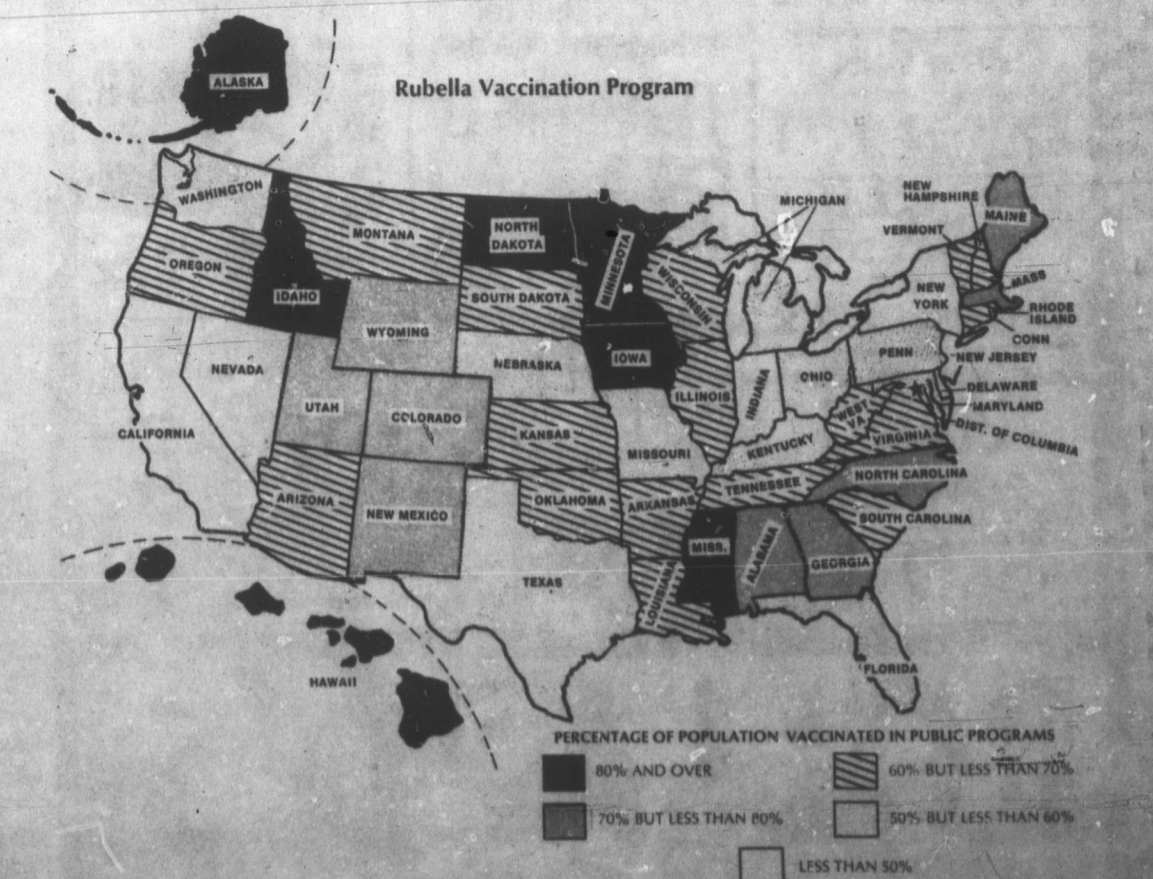 Rubella Vaccination Program
ALASKA
WASHINGTON
OREGON
IDAHO
MONTANA
NORTH
DAKOTA
MINNESOTA
SOUTH DAKOTA
WISCONSIN
MICHIGAN
NEW
HAMPSHIRE
MAINE
VERMONT
MASS
NEW
YORK
RHODE
ISLAND
CONN
WYOMING
NEBRASKA
IOWA
PENN
NEW JERSEY
NEVADA
UTAH
COLORADO
ILLINOIS
INDIANA
OHIO
DELAWARE
MARYLAND
DIST. OF COLUMBIA
WEST
VA.
VIRGINIA
CALIFORNIA
KANSAS
MISSOURI
KENTUCKY
NORTH CAROLINA
TENNESSEE
ARIZONA
NEW MEXICO
OKLAHOMA
ARKANSAS
SOUTH CAROLINA
MISS.
ALABAMA
GEORGIA
TEXAS
LOUISIANA
FLORIDA
HAWAII
PERCENTAGE OF POPULATION VACCINATED IN PUBLIC PROGRAMS
80% AND OVER
60% BUT LESS THAN 70%
70% BUT LESS THAN 80%
50% BUT LESS THAN 60%
LESS THAN 50%